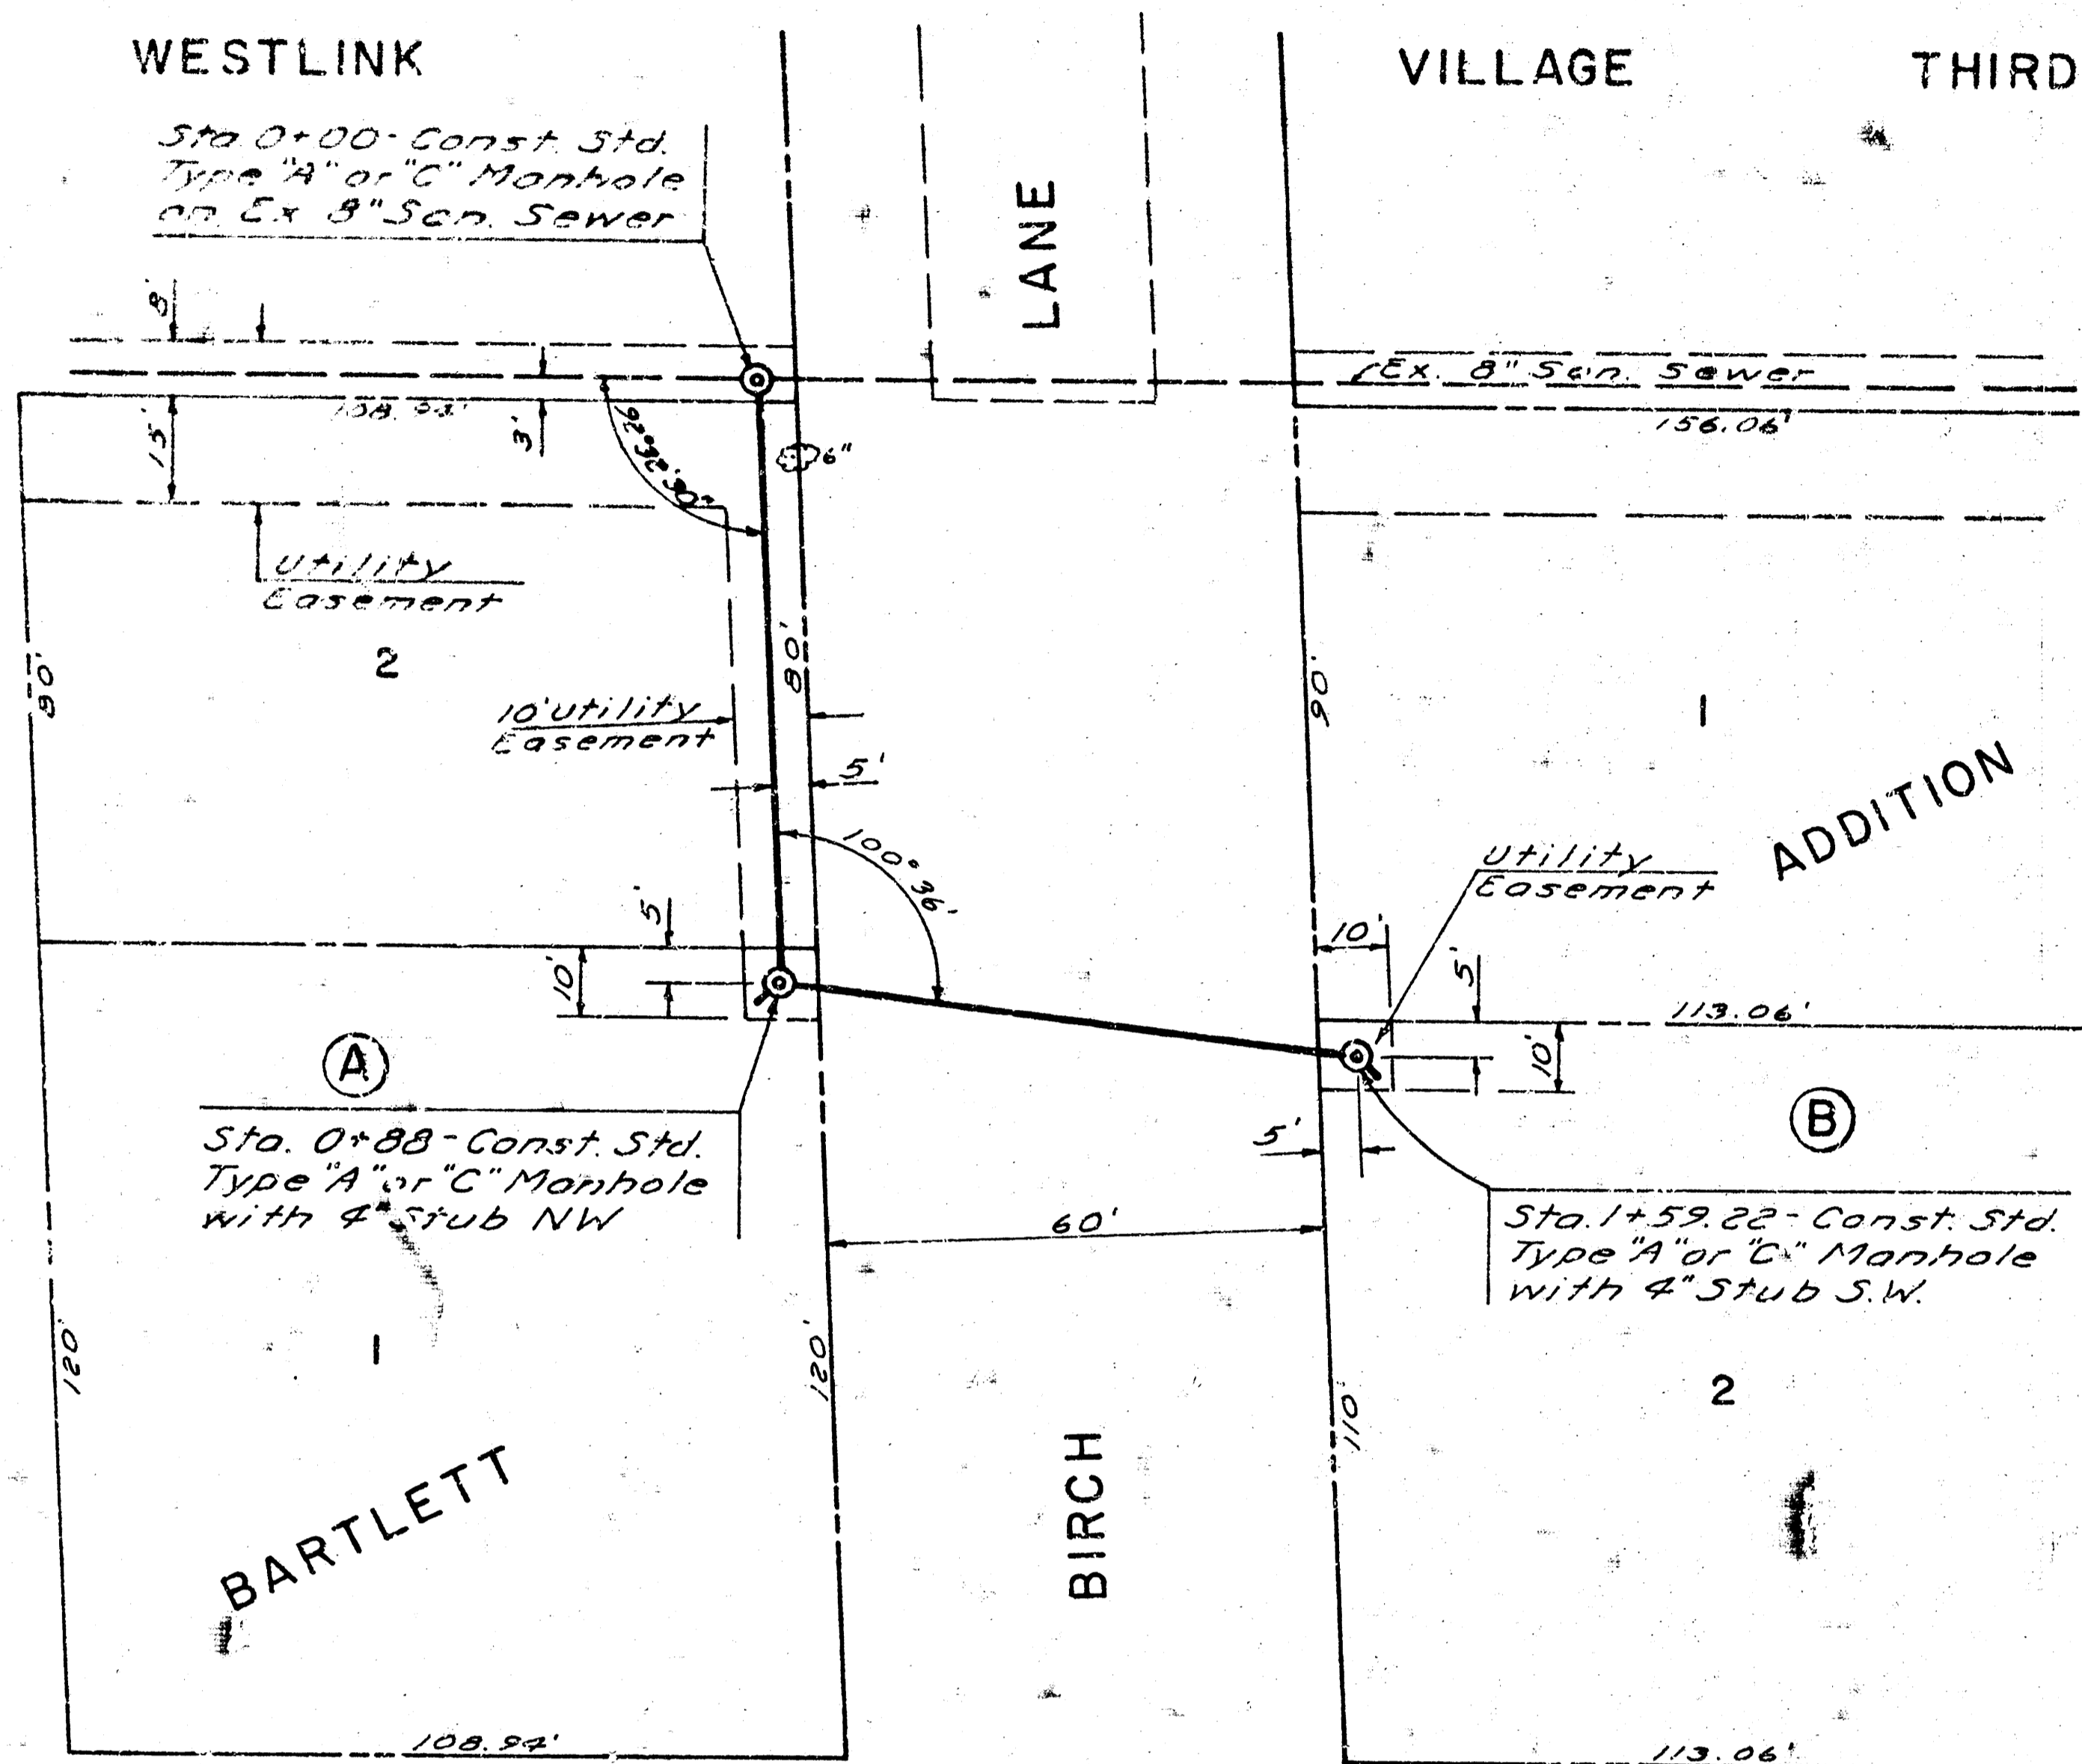 WESTLINK
VILLAGE
THIRD
Sta. 0+00 - Const. Std.
Type "A" or "C" Manhole
on Ex 8" San. Sewer
LANE
8'
Ex. 8" San. Sewer
15'
3'
156.06'
6"
Utility
Easement
2
80'
80'
90'
1
10' Utility
Easement
5'
ADDITION
100° 36'
Utility
Easement
5'
10'
10'
5'
113.06'
10'
A
B
5'
Sta. 0+88 - Const. Std.
Type "A" or "C" Manhole
with 4" Stub NW
60'
Sta. 1+59.22 - Const. Std.
Type "A" or "C" Manhole
with 4" Stub S.W.
120'
1
120'
110'
2
BARTLETT
BIRCH
108.94'
113.06'